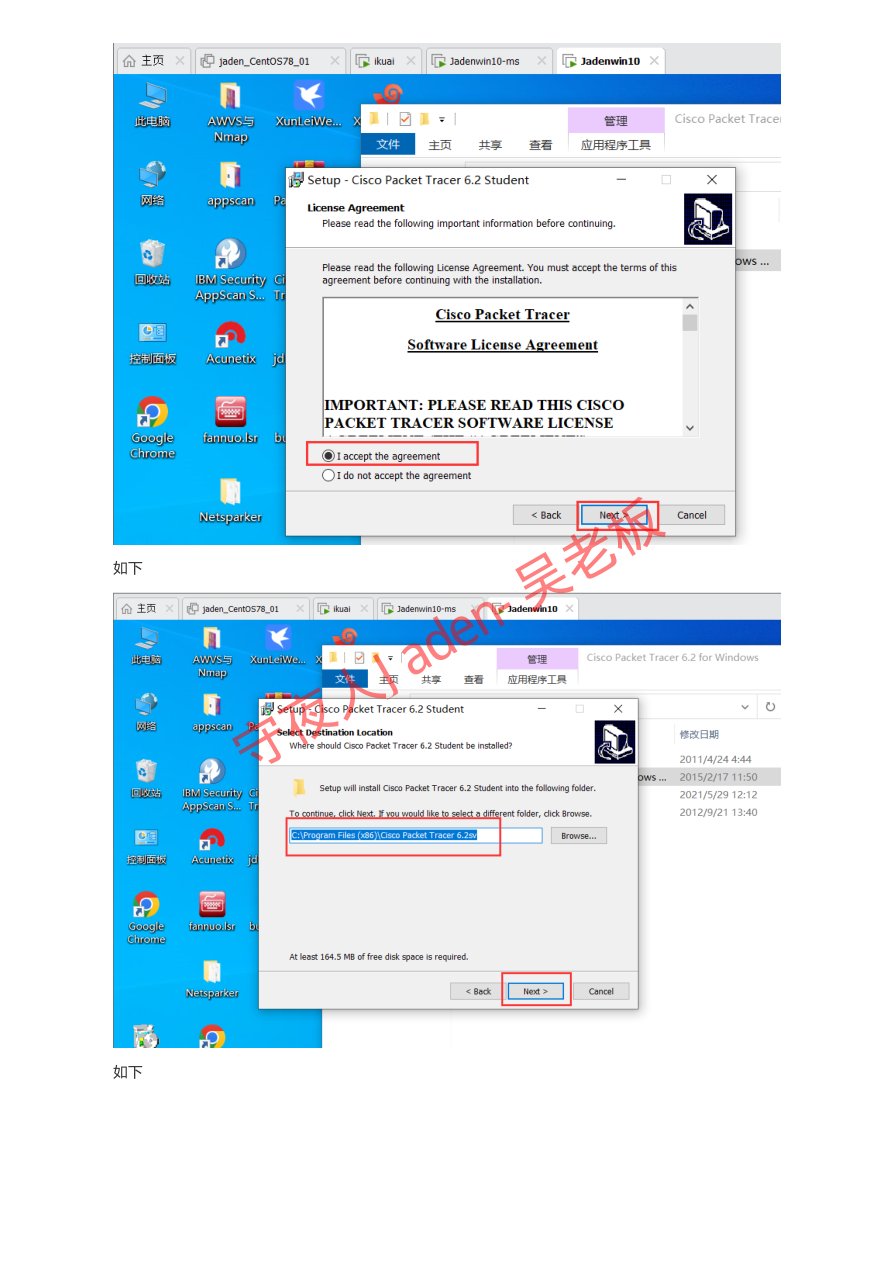 主页 jaden_CentOS78_01 ikuai Jadenwin10-ms Jadenwin10
此电脑 AWVS与 Nmap XunLeiWe... X
管理 Cisco Packet Tracer
文件 主页 共享 查看 应用程序工具
网络 appscan Pa
Setup - Cisco Packet Tracer 6.2 Student
License Agreement
Please read the following important information before continuing.
回收站 IBM Security AppScan S... Ci Tr
ows ...
Please read the following License Agreement. You must accept the terms of this
agreement before continuing with the installation.
Cisco Packet Tracer
Software License Agreement
控制面板 Acunetix jd
IMPORTANT: PLEASE READ THIS CISCO
PACKET TRACER SOFTWARE LICENSE
Google Chrome fannuo.lsr bu
I accept the agreement
I do not accept the agreement
Netsparker
< Back Next > Cancel
如下
守夜人Jaden-吴老板
主页 jaden_CentOS78_01 ikuai Jadenwin10-ms Jadenwin10
此电脑 AWVS与 Nmap XunLeiWe... X
管理 Cisco Packet Tracer 6.2 for Windows
文件 主页 共享 查看 应用程序工具
网络 appscan Pa
Setup - Cisco Packet Tracer 6.2 Student
Select Destination Location
Where should Cisco Packet Tracer 6.2 Student be installed?
修改日期
2011/4/24 4:44
ows ... 2015/2/17 11:50
2021/5/29 12:12
2012/9/21 13:40
回收站 IBM Security AppScan S... Ci Tr
Setup will install Cisco Packet Tracer 6.2 Student into the following folder.
To continue, click Next. If you would like to select a different folder, click Browse.
C:\Program Files (x86)\Cisco Packet Tracer 6.2sv Browse...
控制面板 Acunetix jd
Google Chrome fannuo.lsr bu
At least 164.5 MB of free disk space is required.
Netsparker
< Back Next > Cancel
如下